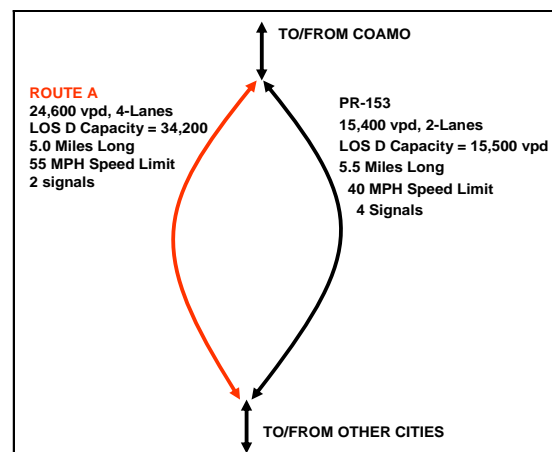 TO/FROM COAMO
ROUTE A
24,600 vpd, 4-Lanes
LOS D Capacity = 34,200
5.0 Miles Long
55 MPH Speed Limit
2 signals
PR-153
15,400 vpd, 2-Lanes
LOS D Capacity = 15,500 vpd
5.5 Miles Long
40 MPH Speed Limit
4 Signals
TO/FROM OTHER CITIES